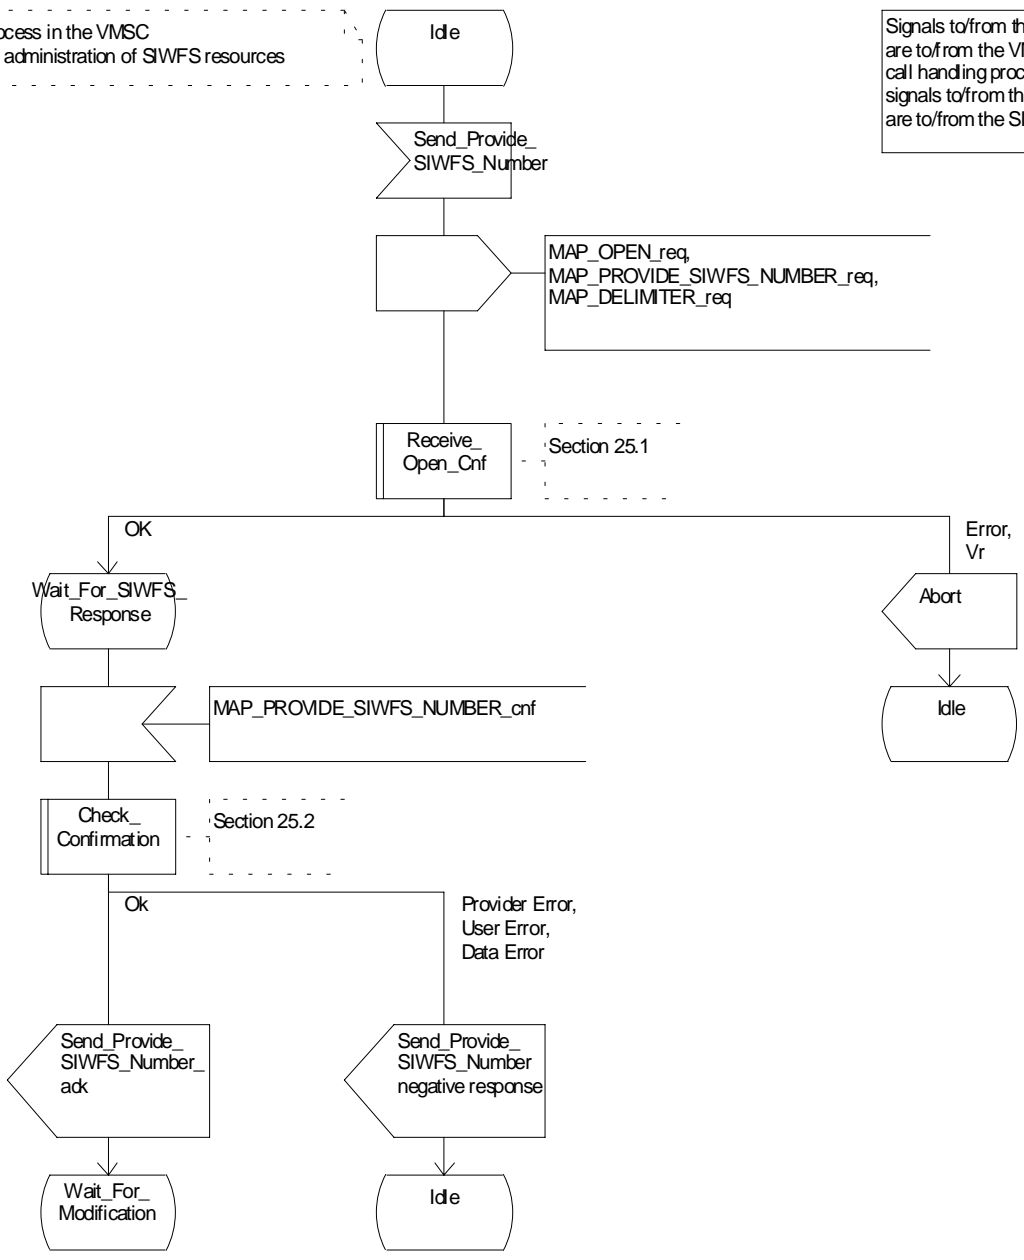 ocess in the VMSC
administration of SIWFS resources
Idle
Signals to/from th
are to/from the VM
call handling proc
signals to/from th
are to/from the SI
Send_Provide_
SIWFS_Number
MAP_OPEN_req,
MAP_PROVIDE_SIWFS_NUMBER_req,
MAP_DELIMITER_req
Receive_
Open_Cnf
Section 25.1
OK
Error,
Vr
Wait_For_SIWFS_
Response
Abort
MAP_PROVIDE_SIWFS_NUMBER_cnf
Idle
Check_
Confirmation
Section 25.2
Ok
Provider Error,
User Error,
Data Error
Send_Provide_
SIWFS_Number_
ack
Send_Provide_
SIWFS_Number
negative response
Wait_For_
Modification
Idle